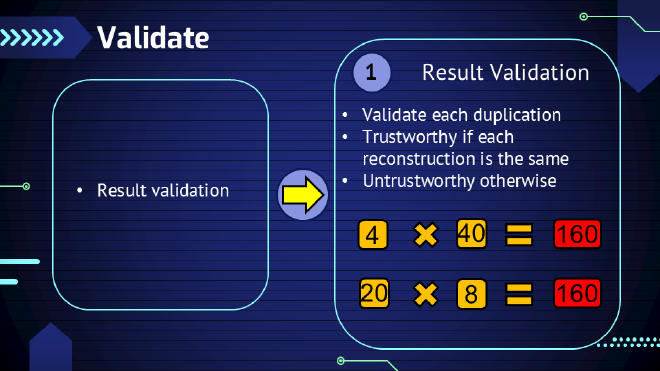 Validate
• Result validation
1
Result Validation
• Validate each duplication
• Trustworthy if each
reconstruction is the same
• Untrustworthy otherwise
4 × 40 = 160
20 × 8 = 160